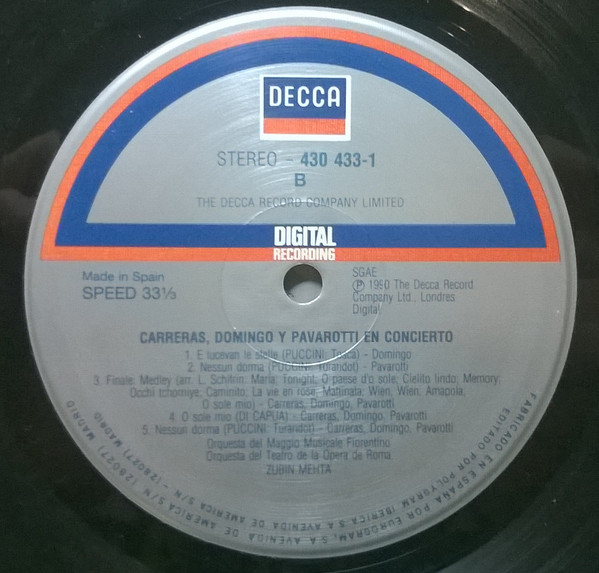 DECCA
STEREO - 430 433-1
B
THE DECCA RECORD COMPANY LIMITED
DIGITAL
RECORDING
Made in Spain
SPEED 33⅓
SGAE
Ⓟ 1990 The Decca Record
Company Ltd., Londres
Digital
CARRERAS, DOMINGO Y PAVAROTTI EN CONCIERTO
1. E lucevan le stelle (PUCCINI: Tosca) - Domingo
2. Nessun dorma (PUCCINI: Turandot) - Pavarotti
3. Finale: Medley (arr. L. Schifrin: Maria; Tonight, O paese d'o sole; Cielito lindo; Memory;
Ochi tchorniye; Caminito; La vie en rose; Mattinata; Wien, Wien; Amapola;
O sole mio) - Carreras, Domingo, Pavarotti
4. O sole mio (DI CAPUA) - Carreras, Domingo, Pavarotti
5. Nessun dorma (PUCCINI: Turandot) - Carreras, Domingo, Pavarotti
Orquesta del Maggio Musicale Fiorentino
Orquesta del Teatro de la Opera de Roma
ZUBIN MEHTA
FABRICADO EN ESPAÑA POR EUROGRAM, S.A AVENIDA DE AMERICA S/N - (28027) MADRID
EDITADO POR POLYGRAM IBERICA S.A AVENIDA DE AMERICA S/N (28027) MADRID